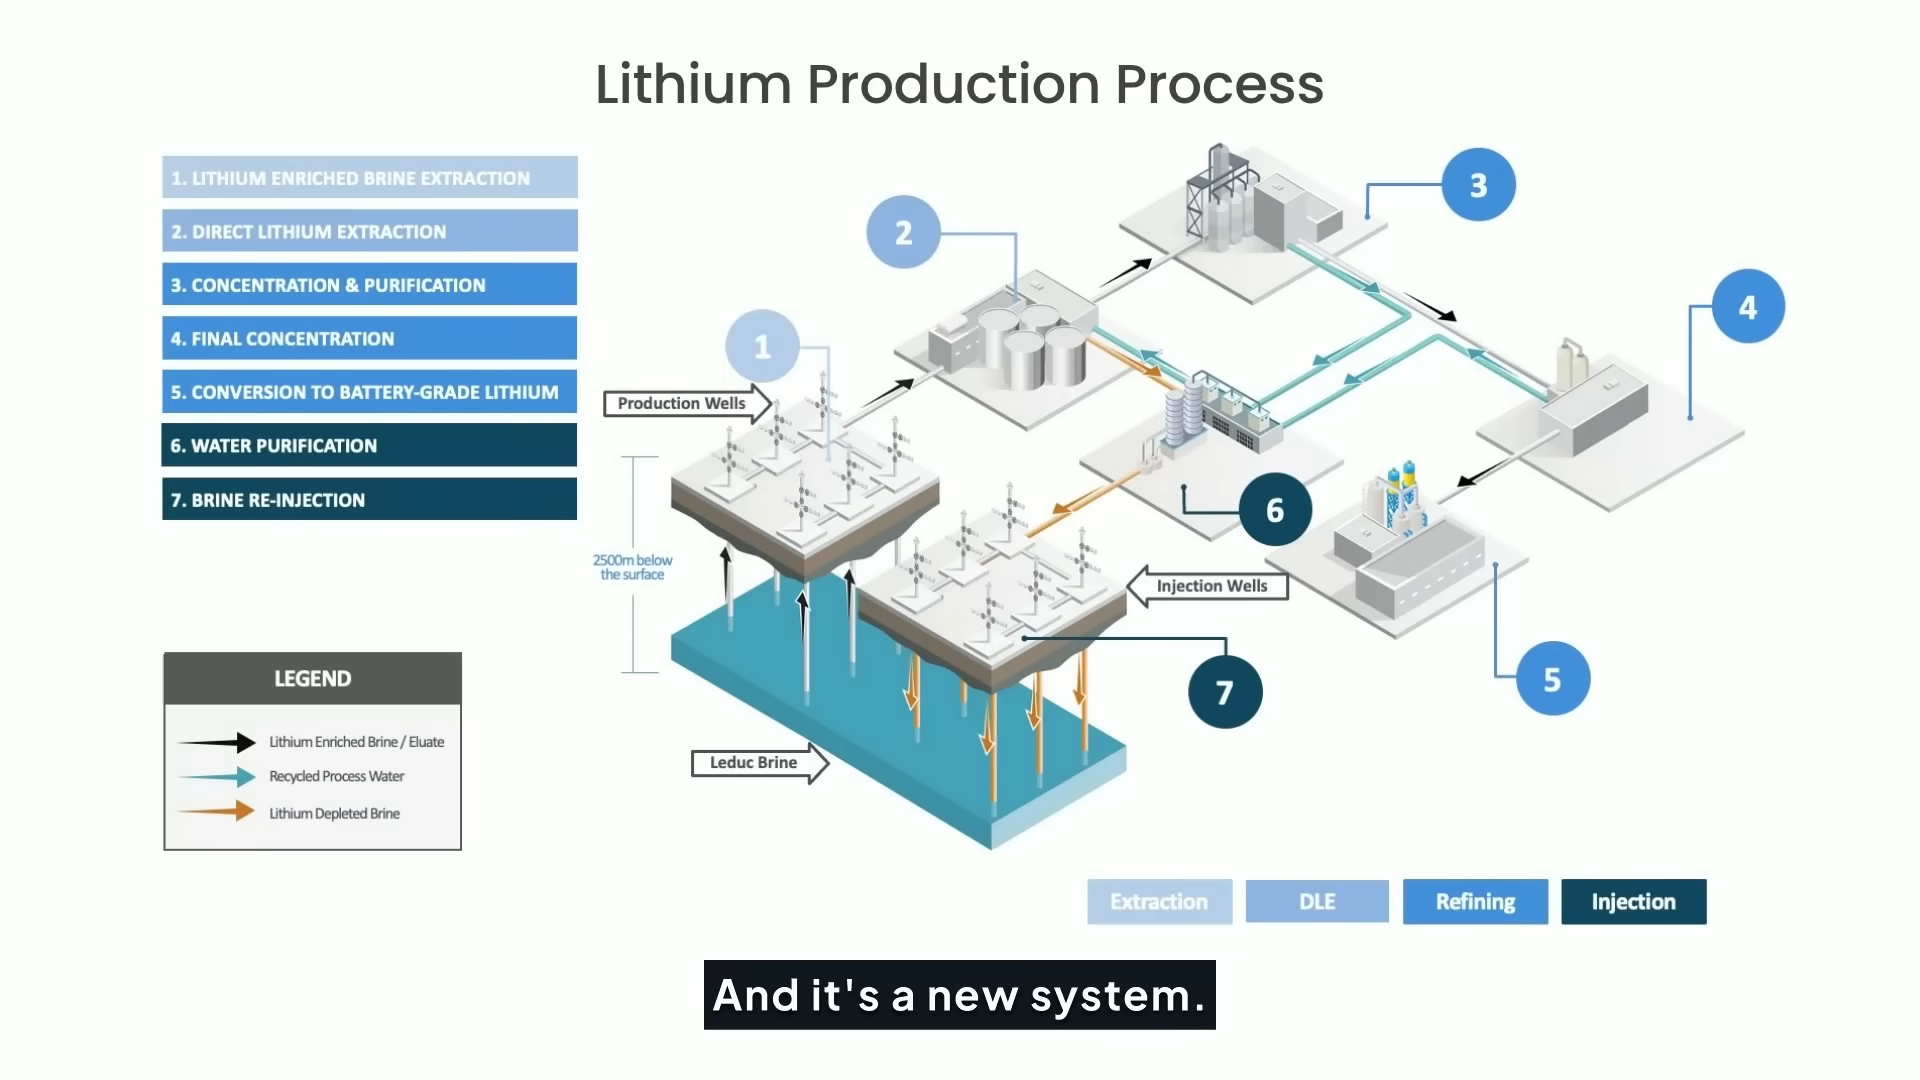 Lithium Production Process
1. LITHIUM ENRICHED BRINE EXTRACTION
2. DIRECT LITHIUM EXTRACTION
3. CONCENTRATION & PURIFICATION
4. FINAL CONCENTRATION
5. CONVERSION TO BATTERY-GRADE LITHIUM
6. WATER PURIFICATION
7. BRINE RE-INJECTION
1
2
3
4
5
6
7
Production Wells
2500m below
the surface
Injection Wells
Leduc Brine
LEGEND
Lithium Enriched Brine / Eluate
Recycled Process Water
Lithium Depleted Brine
Extraction
DLE
Refining
Injection
And it's a new system.